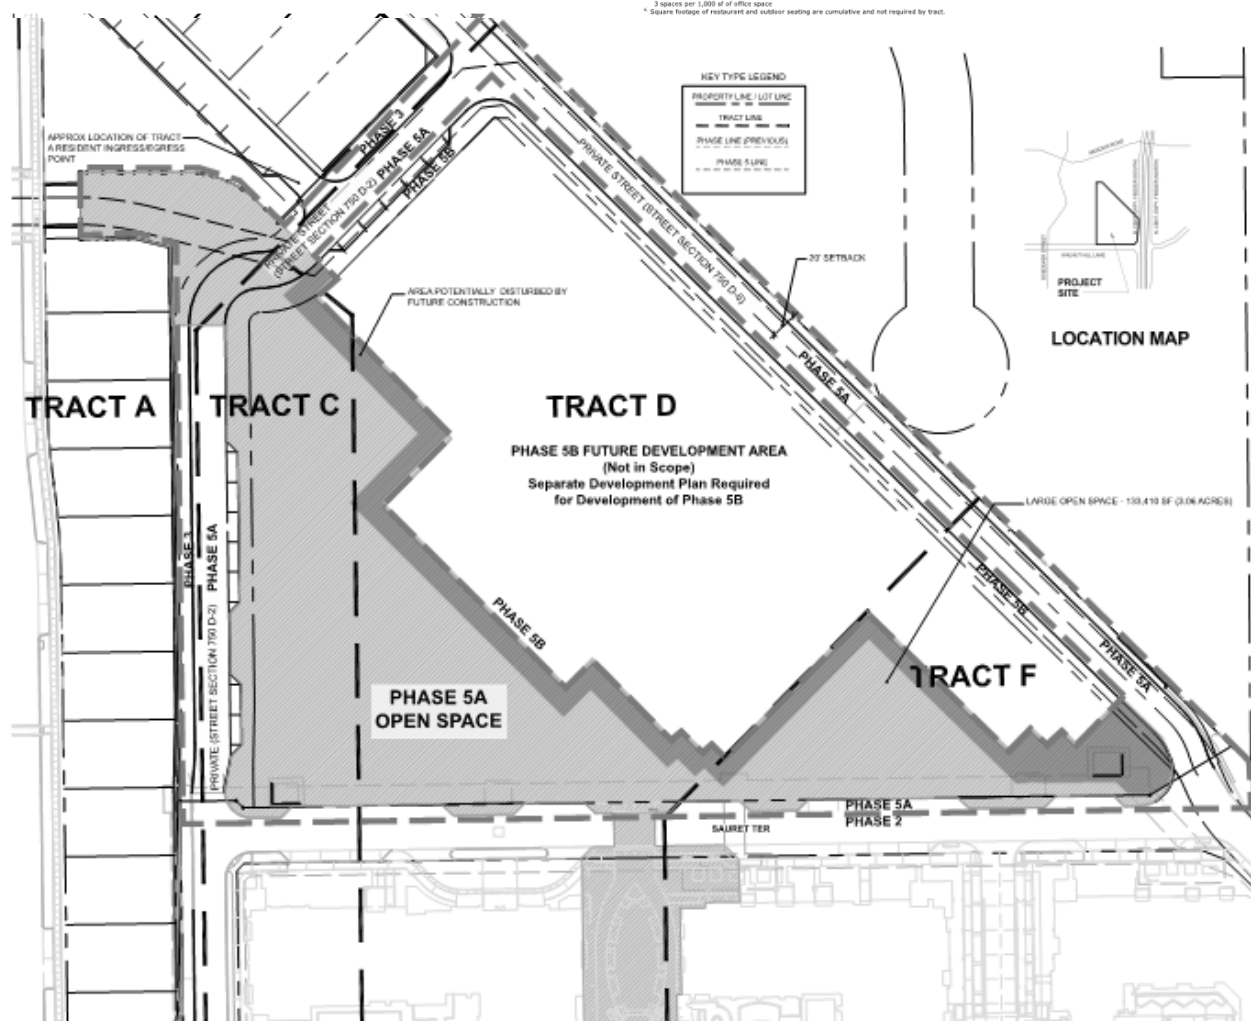 3 spaces per 1,000 sf of office space
Square footage of restaurant and outdoor seating are cumulative and not required by tract.
KEY TYPE LEGEND
PROPERTY LINE / LOT LINE
TRACT LINE
PHASE LINE (PREVIOUS)
PHASE 5 LINE
APPROX LOCATION OF TRACT
A RESIDENT INGRESS/EGRESS
POINT
PHASE 3
PHASE 5A
PHASE 5B
PRIVATE STREET
(STREET SECTION 750 D-2)
PRIVATE STREET (STREET SECTION 750 D-6)
20' SETBACK
AREA POTENTIALLY DISTURBED BY
FUTURE CONSTRUCTION
PROJECT
SITE
LOCATION MAP
PHASE 5A
TRACT A
TRACT C
TRACT D
PHASE 5B FUTURE DEVELOPMENT AREA
(Not in Scope)
Separate Development Plan Required
for Development of Phase 5B
LARGE OPEN SPACE - 133,410 SF (3.06 ACRES)
PHASE 3
PHASE 5A
PRIVATE (STREET SECTION 750 D-2)
PHASE 5B
PHASE 5B
PHASE 5A
TRACT F
PHASE 5A
OPEN SPACE
PHASE 5A
PHASE 2
SAURET TER